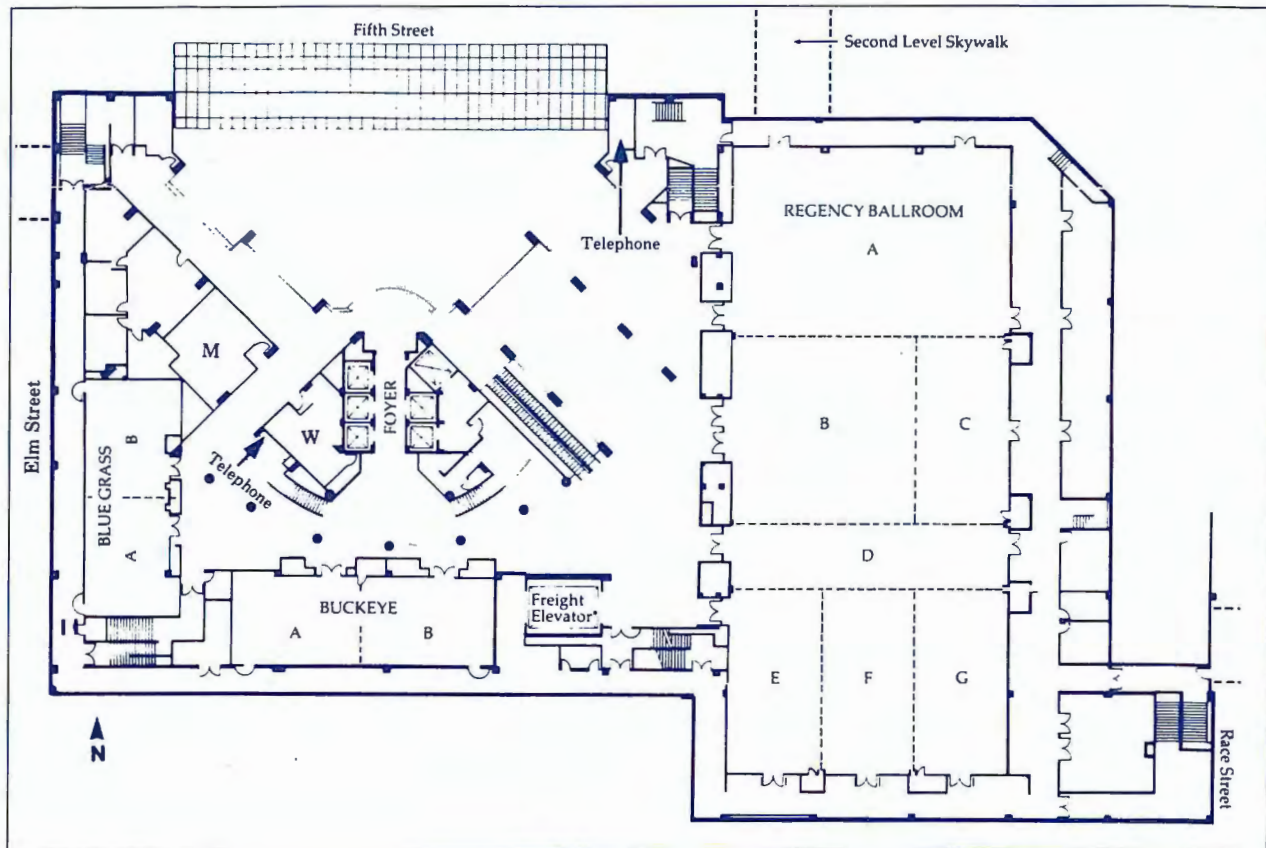 Fifth Street
Second Level Skywalk
REGENCY BALLROOM
A
Telephone
M
FOYER
B
C
Elm Street
B
W
Telephone
BLUE GRASS
A
D
BUCKEYE
A
B
Freight
Elevator
E
F
G
N
Race Street